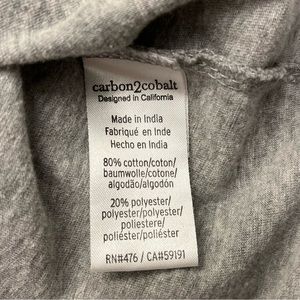 carbon2cobalt
Designed in California
Made in India
Fabriqué en Inde
Hecho en India
80% cotton/coton/
baumwolle/cotone/
algodão/algodón
20% polyester/
polyester/polyester/
poliestere/
poliéster/poliéster
RN#476 / CA#59191